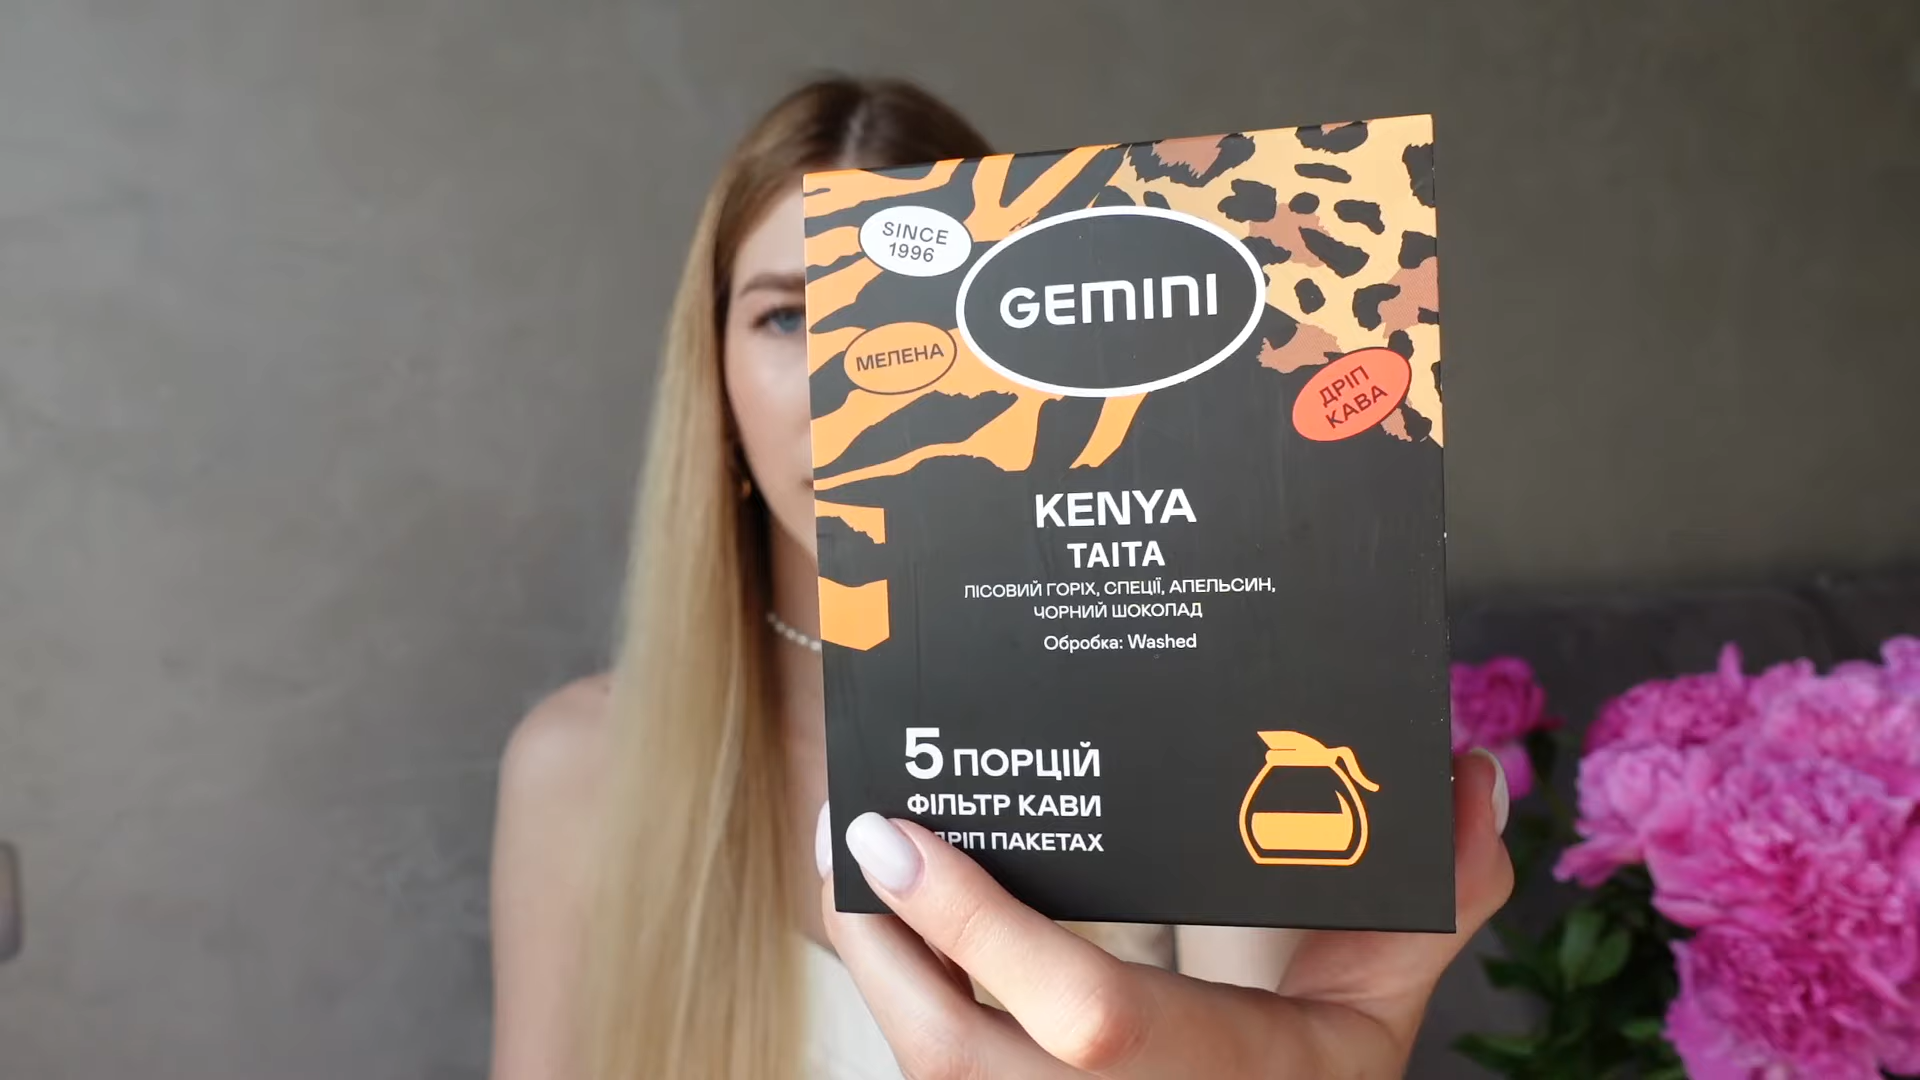 SINCE
1996
GEMINI
МЕЛЕНА
ДРІП
КАВА
KENYA
TAITA
ЛІСОВИЙ ГОРІХ, СПЕЦІЇ, АПЕЛЬСИН,
ЧОРНИЙ ШОКОЛАД
Обробка: Washed
5 ПОРЦІЙ
ФІЛЬТР КАВИ
ДРІП ПАКЕТАХ